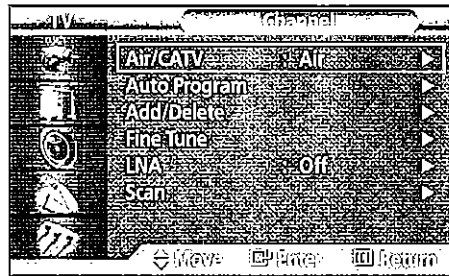 TV Channel
Air/CATV : Air
Auto Program
Add/Delete
Fine Tune
LNA : Off
Scan
Move Enter Return